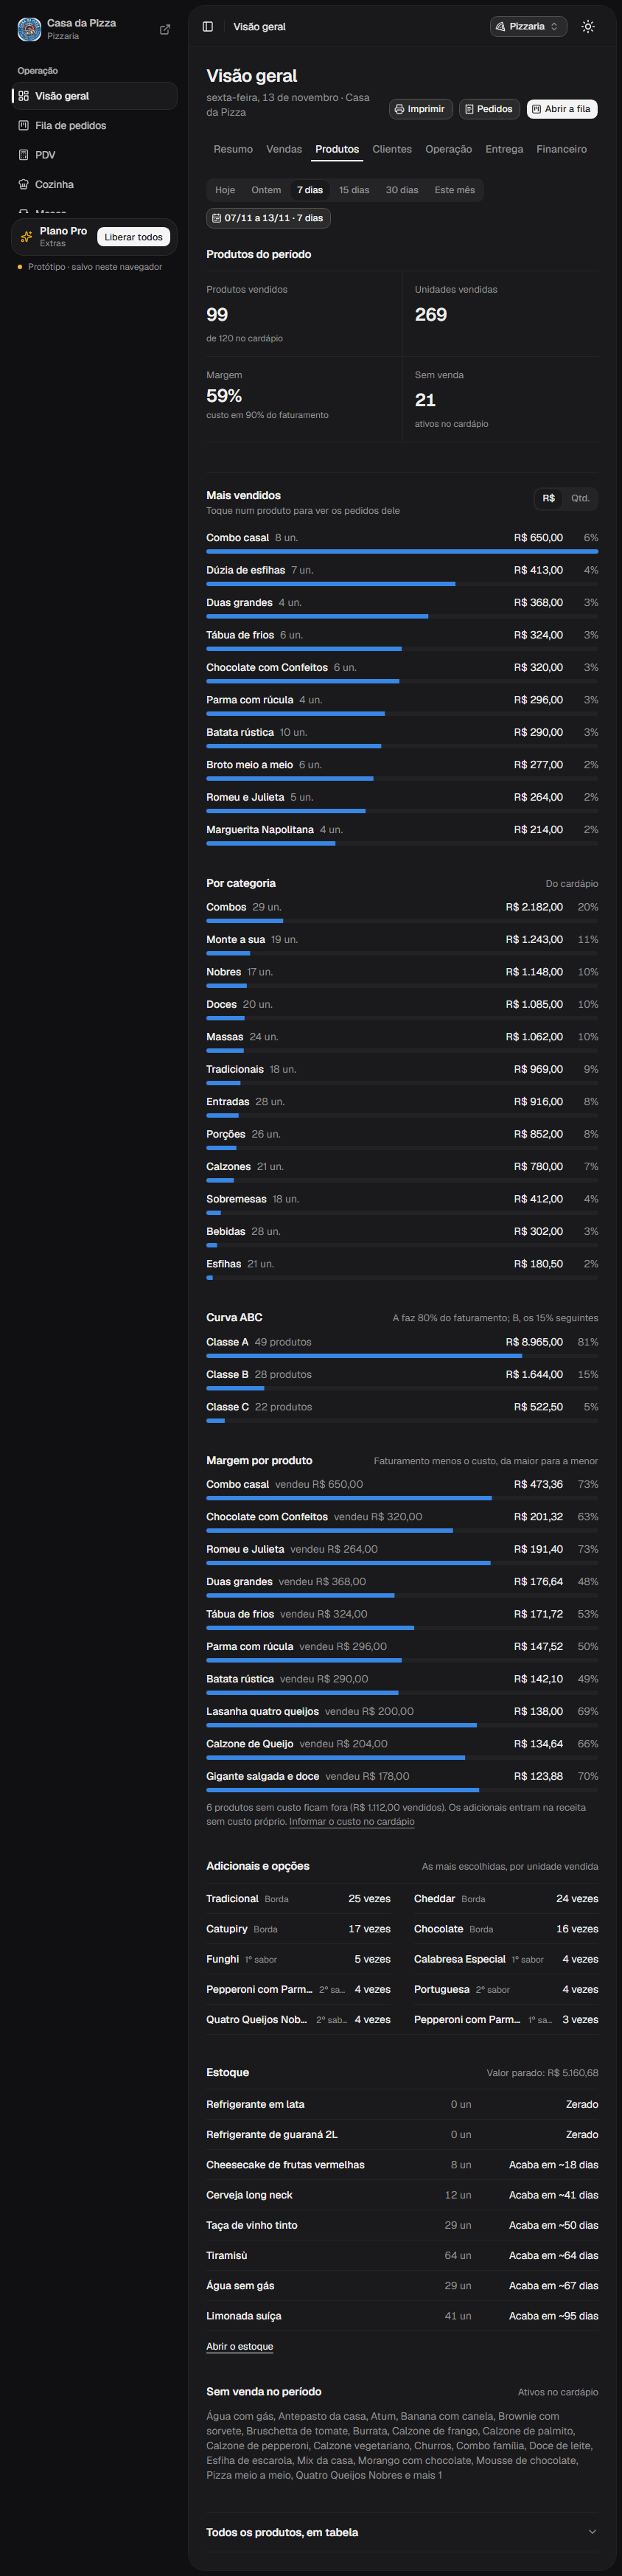 Casa da Pizza
Pizzaria
Operação
Visão geral
Fila de pedidos
PDV
Cozinha
Plano Pro
Extras
Liberar todos
Protótipo · salvo neste navegador
Visão geral
Pizzaria
Visão geral
sexta-feira, 13 de novembro · Casa
da Pizza
Imprimir
Pedidos
Abrir a fila
Resumo Vendas Produtos Clientes Operação Entrega Financeiro
Hoje Ontem 7 dias 15 dias 30 dias Este mês
07/11 a 13/11 · 7 dias
Produtos do período
Produtos vendidos
99
de 120 no cardápio
Unidades vendidas
269
Margem
59%
custo em 90% do faturamento
Sem venda
21
ativos no cardápio
Mais vendidos
Toque num produto para ver os pedidos dele
R$ Qtd.
Combo casal 8 un. R$ 650,00 6%
Dúzia de esfihas 7 un. R$ 413,00 4%
Duas grandes 4 un. R$ 368,00 3%
Tábua de frios 6 un. R$ 324,00 3%
Chocolate com Confeitos 6 un. R$ 320,00 3%
Parma com rúcula 4 un. R$ 296,00 3%
Batata rústica 10 un. R$ 290,00 3%
Broto meio a meio 6 un. R$ 277,00 2%
Romeu e Julieta 5 un. R$ 264,00 2%
Marguerita Napolitana 4 un. R$ 214,00 2%
Por categoria Do cardápio
Combos 29 un. R$ 2.182,00 20%
Monte a sua 19 un. R$ 1.243,00 11%
Nobres 17 un. R$ 1.148,00 10%
Doces 20 un. R$ 1.085,00 10%
Massas 24 un. R$ 1.062,00 10%
Tradicionais 18 un. R$ 969,00 9%
Entradas 28 un. R$ 916,00 8%
Porções 26 un. R$ 852,00 8%
Calzones 21 un. R$ 780,00 7%
Sobremesas 18 un. R$ 412,00 4%
Bebidas 28 un. R$ 302,00 3%
Esfihas 21 un. R$ 180,50 2%
Curva ABC A faz 80% do faturamento; B, os 15% seguintes
Classe A 49 produtos R$ 8.965,00 81%
Classe B 28 produtos R$ 1.644,00 15%
Classe C 22 produtos R$ 522,50 5%
Margem por produto Faturamento menos o custo, da maior para a menor
Combo casal vendeu R$ 650,00 R$ 473,36 73%
Chocolate com Confeitos vendeu R$ 320,00 R$ 201,32 63%
Romeu e Julieta vendeu R$ 264,00 R$ 191,40 73%
Duas grandes vendeu R$ 368,00 R$ 176,64 48%
Tábua de frios vendeu R$ 324,00 R$ 171,72 53%
Parma com rúcula vendeu R$ 296,00 R$ 147,52 50%
Batata rústica vendeu R$ 290,00 R$ 142,10 49%
Lasanha quatro queijos vendeu R$ 200,00 R$ 138,00 69%
Calzone de Queijo vendeu R$ 204,00 R$ 134,64 66%
Gigante salgada e doce vendeu R$ 178,00 R$ 123,88 70%
6 produtos sem custo ficam fora (R$ 1.112,00 vendidos). Os adicionais entram na receita
sem custo próprio. Informar o custo no cardápio
Adicionais e opções As mais escolhidas, por unidade vendida
Tradicional Borda 25 vezes Cheddar Borda 24 vezes
Catupiry Borda 17 vezes Chocolate Borda 16 vezes
Funghi 1º sabor 5 vezes Calabresa Especial 1º sabor 4 vezes
Pepperoni com Parm... 2º sa... 4 vezes Portuguesa 2º sabor 4 vezes
Quatro Queijos Nob... 2º sab... 4 vezes Pepperoni com Parm... 1º sa... 3 vezes
Estoque Valor parado: R$ 5.160,68
Refrigerante em lata 0 un Zerado
Refrigerante de guaraná 2L 0 un Zerado
Cheesecake de frutas vermelhas 8 un Acaba em ~18 dias
Cerveja long neck 12 un Acaba em ~41 dias
Taça de vinho tinto 29 un Acaba em ~50 dias
Tiramisù 64 un Acaba em ~64 dias
Água sem gás 29 un Acaba em ~67 dias
Limonada suíça 41 un Acaba em ~95 dias
Abrir o estoque
Sem venda no período Ativos no cardápio
Água com gás, Antepasto da casa, Atum, Banana com canela, Brownie com
sorvete, Bruschetta de tomate, Burrata, Calzone de frango, Calzone de palmito,
Calzone de pepperoni, Calzone vegetariano, Churros, Combo família, Doce de leite,
Esfiha de escarola, Mix da casa, Morango com chocolate, Mousse de chocolate,
Pizza meio a meio, Quatro Queijos Nobres e mais 1
Todos os produtos, em tabela